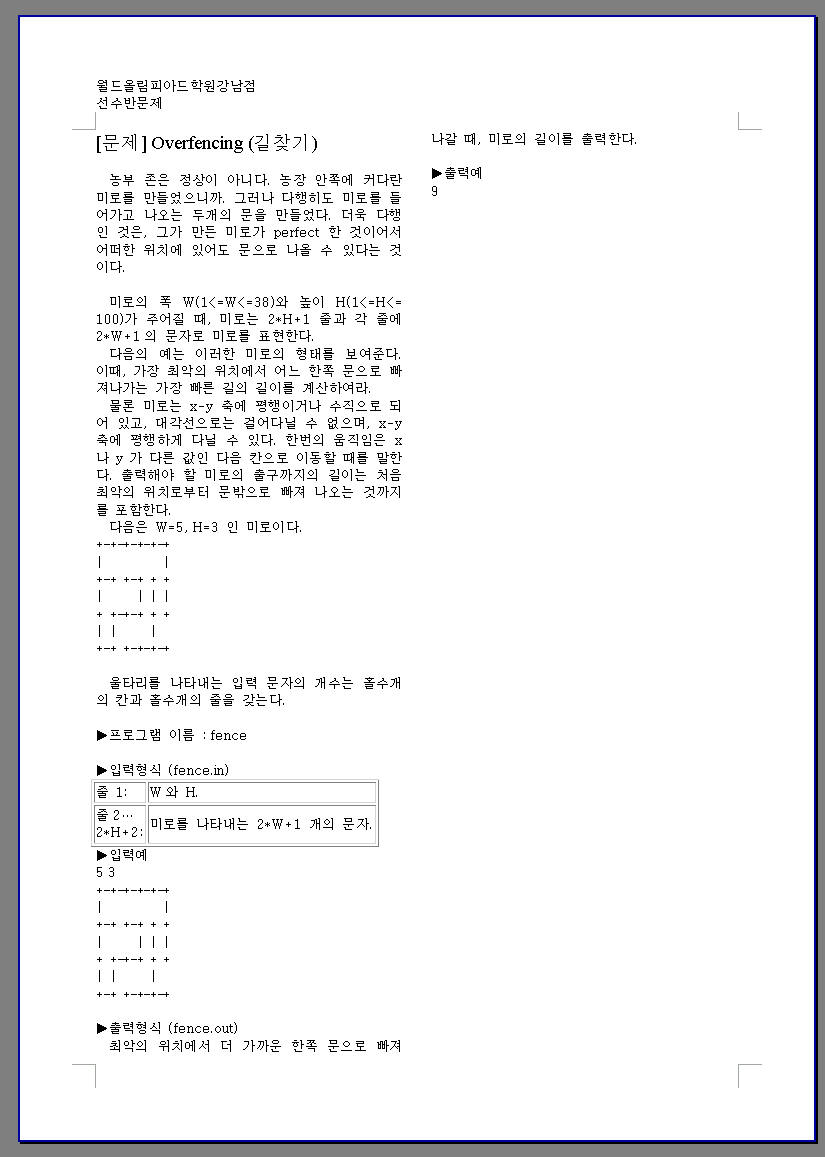 월드올림피아드학원강남점
선수반문제
[문제] Overfencing (길찾기)
농부 존은 정상이 아니다. 농장 안쪽에 커다란
미로를 만들었으니까. 그러나 다행히도 미로를 들
어가고 나오는 두개의 문을 만들었다. 더욱 다행
인 것은, 그가 만든 미로가 perfect 한 것이어서
어떠한 위치에 있어도 문으로 나올 수 있다는 것
이다.
미로의 폭 W(1<=W<=38)와 높이 H(1<=H<=
100)가 주어질 때, 미로는 2*H+1 줄과 각 줄에
2*W+1 의 문자로 미로를 표현한다.
다음의 예는 이러한 미로의 형태를 보여준다.
이때, 가장 최악의 위치에서 어느 한쪽 문으로 빠
져나가는 가장 빠른 길의 길이를 계산하여라.
물론 미로는 x-y 축에 평행이거나 수직으로 되
어 있고, 대각선으로는 걸어다닐 수 없으며, x-y
축에 평행하게 다닐 수 있다. 한번의 움직임은 x
나 y 가 다른 값인 다음 칸으로 이동할 때를 말한
다. 출력해야 할 미로의 출구까지의 길이는 처음
최악의 위치로부터 문밖으로 빠져 나오는 것까지
를 포함한다.
다음은 W=5, H=3 인 미로이다.
+-+-+-+-+-+
|         |
+-+ +-+ + +
|     | | |
+ +-+-+ + +
| |     |
+-+ +-+-+-+
울타리를 나타내는 입력 문자의 개수는 홀수개
의 칸과 홀수개의 줄을 갖는다.
▶프로그램 이름 : fence
▶입력형식 (fence.in)
줄 1: W 와 H.
줄 2…
2*H+2: 미로를 나타내는 2*W+1 개의 문자.
▶입력예
5 3
+-+-+-+-+-+
|         |
+-+ +-+ + +
|     | | |
+ +-+-+ + +
| |     |
+-+ +-+-+-+
▶출력형식 (fence.out)
최악의 위치에서 더 가까운 한쪽 문으로 빠져
나갈 때, 미로의 길이를 출력한다.
▶출력예
9